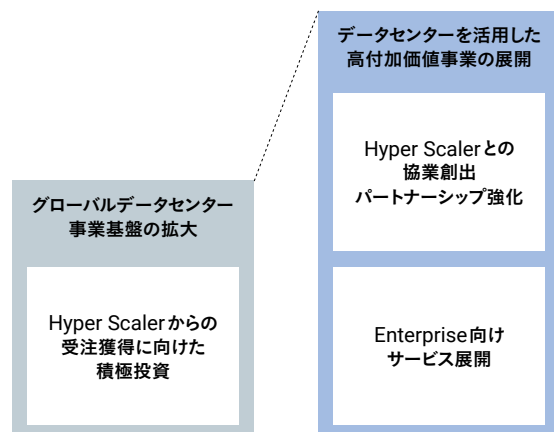 グローバルデータセンター
事業基盤の拡大
Hyper Scalerからの
受注獲得に向けた
積極投資
データセンターを活用した
高付加価値事業の展開
Hyper Scalerとの
協業創出
パートナーシップ強化
Enterprise向け
サービス展開